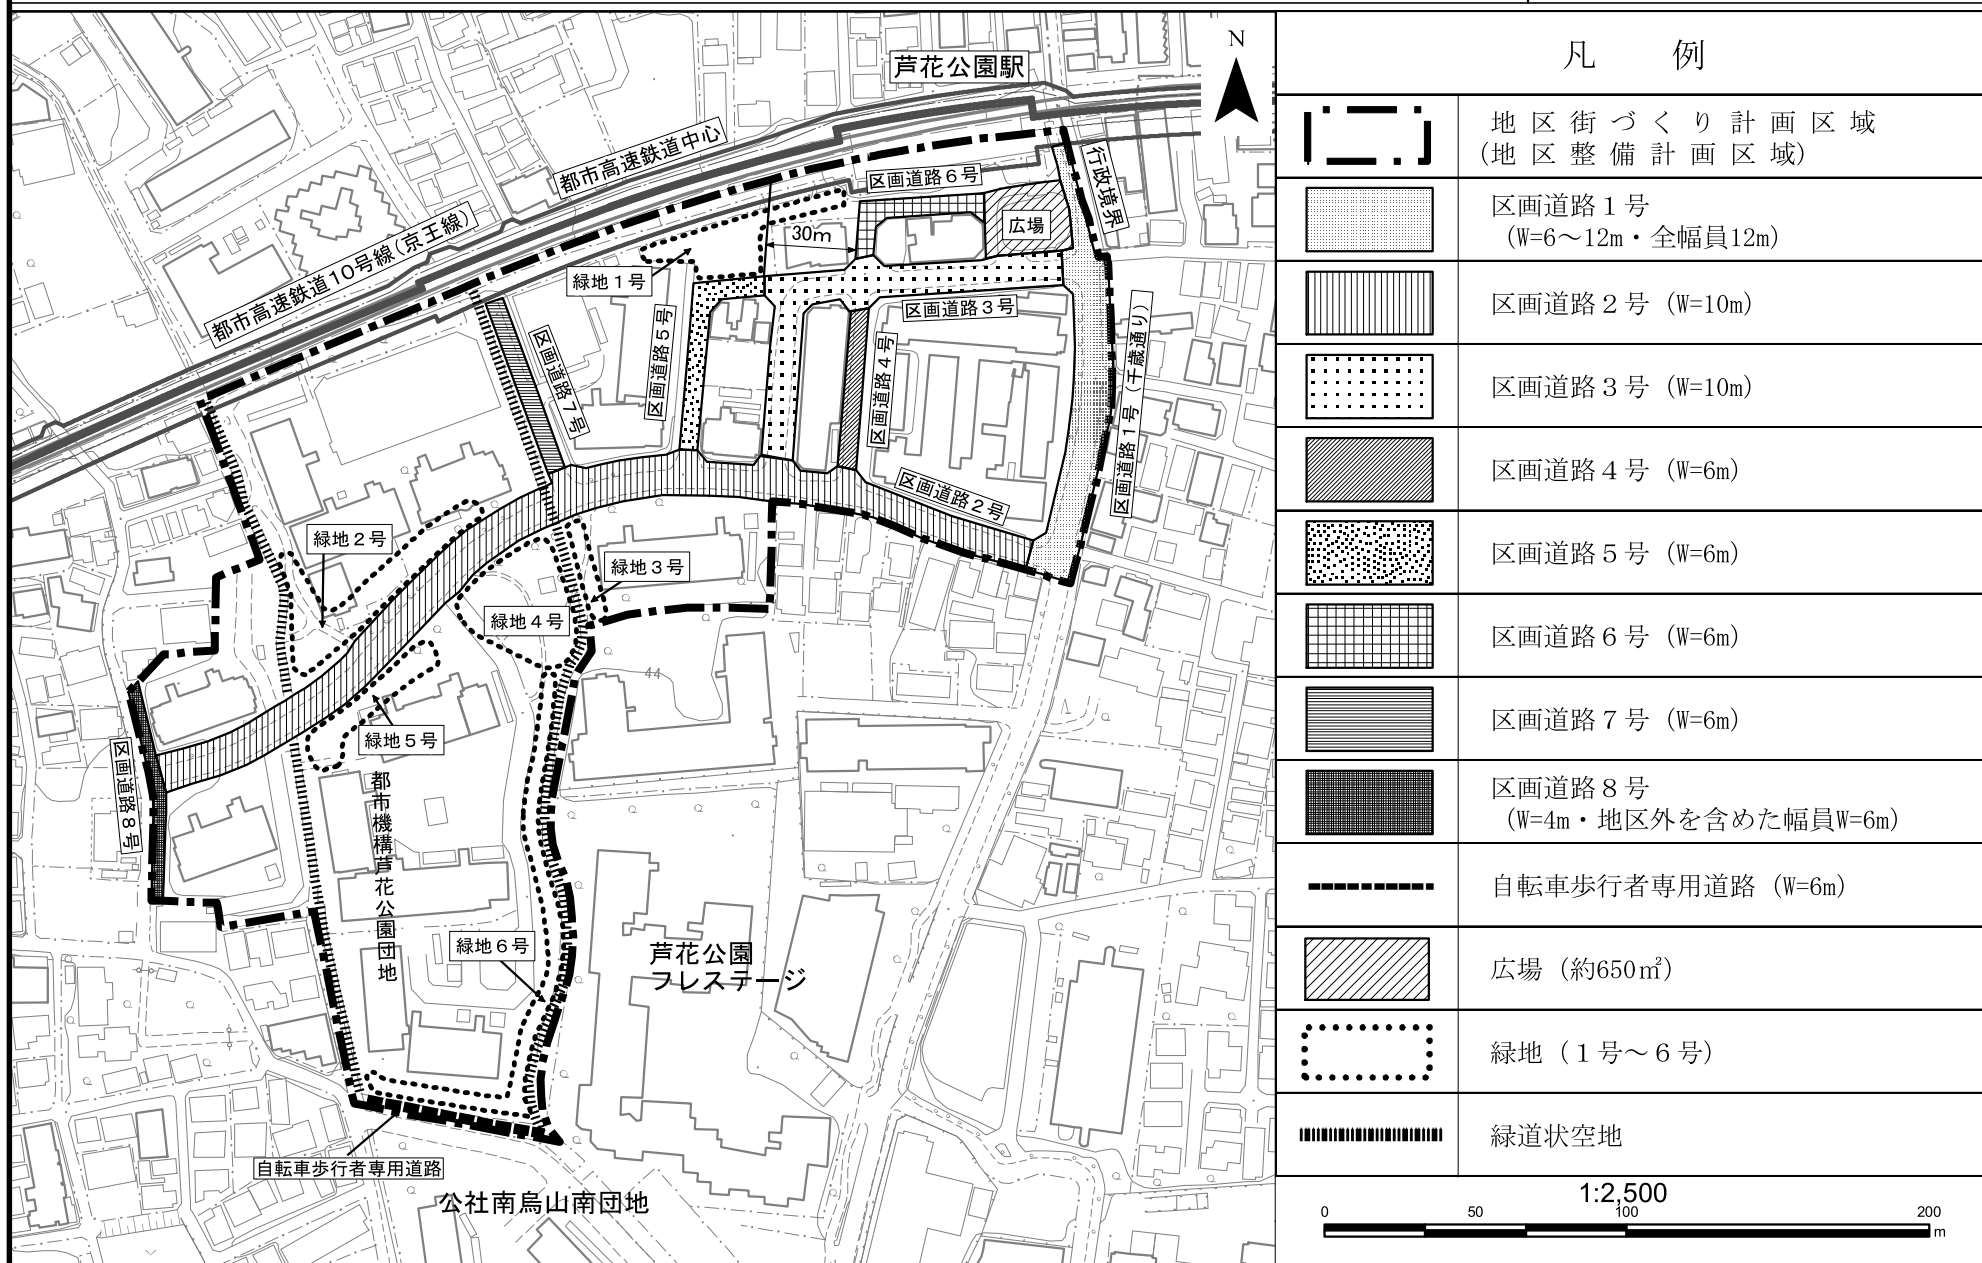 芦花公園駅
N
都市高速鉄道中心
都市高速鉄道10号線(京王線)
行政境界
区画道路6号
広場
30m
緑地1号
区画道路5号
区画道路3号
区画道路7号
区画道路4号
区画道路1号(千歳通り)
区画道路2号
緑地2号
緑地3号
緑地4号
44
緑地5号
区画道路8号
都市機構芦花公園団地
緑地6号
芦花公園
フレステージ
自転車歩行者専用道路
公社南烏山南団地
凡 例
地区街づくり計画区域
(地区整備計画区域)
区画道路1号
(W=6~12m・全幅員12m)
区画道路2号 (W=10m)
区画道路3号 (W=10m)
区画道路4号 (W=6m)
区画道路5号 (W=6m)
区画道路6号 (W=6m)
区画道路7号 (W=6m)
区画道路8号
(W=4m・地区外を含めた幅員W=6m)
自転車歩行者専用道路 (W=6m)
広場 (約650㎡)
緑地 (1号~6号)
緑道状空地
1:2,500
0 50 100 200
m